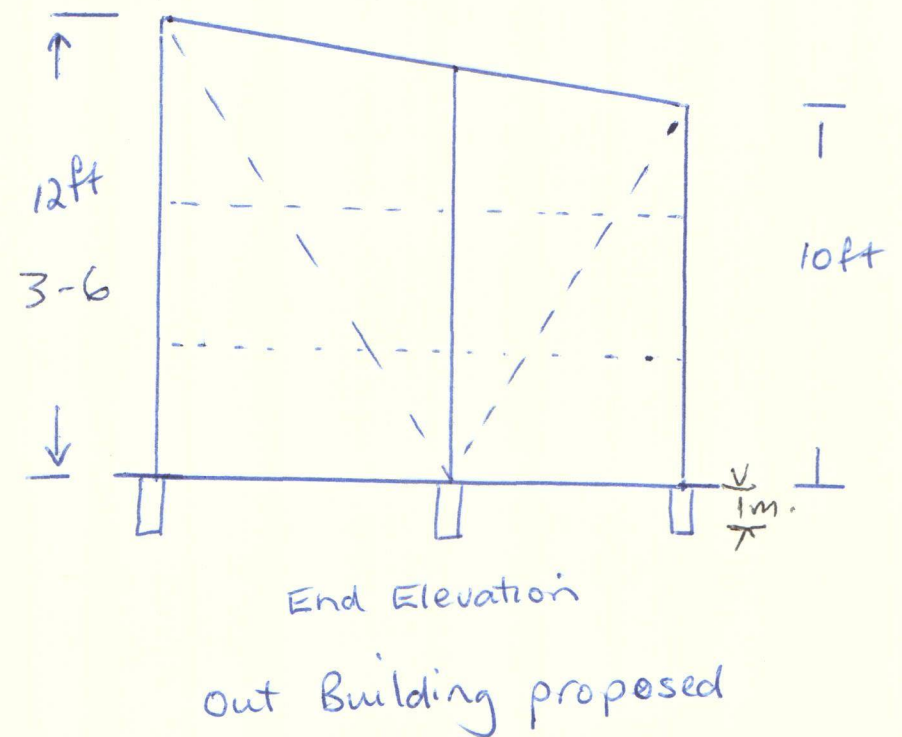 12ft
3-6
10ft
1m.
End Elevation
Out Building proposed